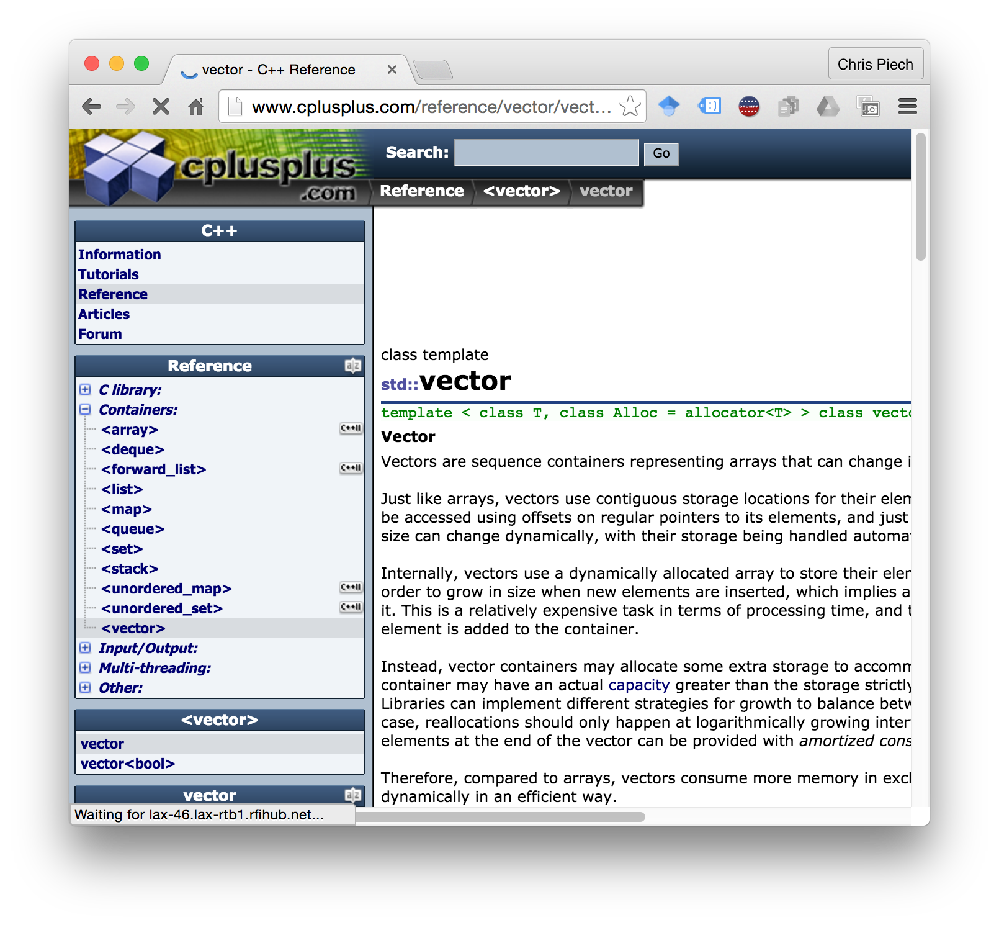 vector - C++ Reference
Chris Piech
www.cplusplus.com/reference/vector/vect...
DRUMPF
cplusplus
.com
Search:
Go
Reference
<vector>
vector
C++
Information
Tutorials
Reference
Articles
Forum
Reference
C library:
Containers:
<array>
C++11
<deque>
<forward_list>
C++11
<list>
<map>
<queue>
<set>
<stack>
<unordered_map>
C++11
<unordered_set>
C++11
<vector>
Input/Output:
Multi-threading:
Other:
<vector>
vector
vector<bool>
vector
Waiting for lax-46.lax-rtb1.rfihub.net...
class template
std::vector
template < class T, class Alloc = allocator<T> > class vect
Vector
Vectors are sequence containers representing arrays that can change i
Just like arrays, vectors use contiguous storage locations for their elem
be accessed using offsets on regular pointers to its elements, and just
size can change dynamically, with their storage being handled automa
Internally, vectors use a dynamically allocated array to store their elem
order to grow in size when new elements are inserted, which implies a
it. This is a relatively expensive task in terms of processing time, and t
element is added to the container.
Instead, vector containers may allocate some extra storage to accomm
container may have an actual capacity greater than the storage strictly
Libraries can implement different strategies for growth to balance betw
case, reallocations should only happen at logarithmically growing inter
elements at the end of the vector can be provided with amortized cons
Therefore, compared to arrays, vectors consume more memory in excl
dynamically in an efficient way.